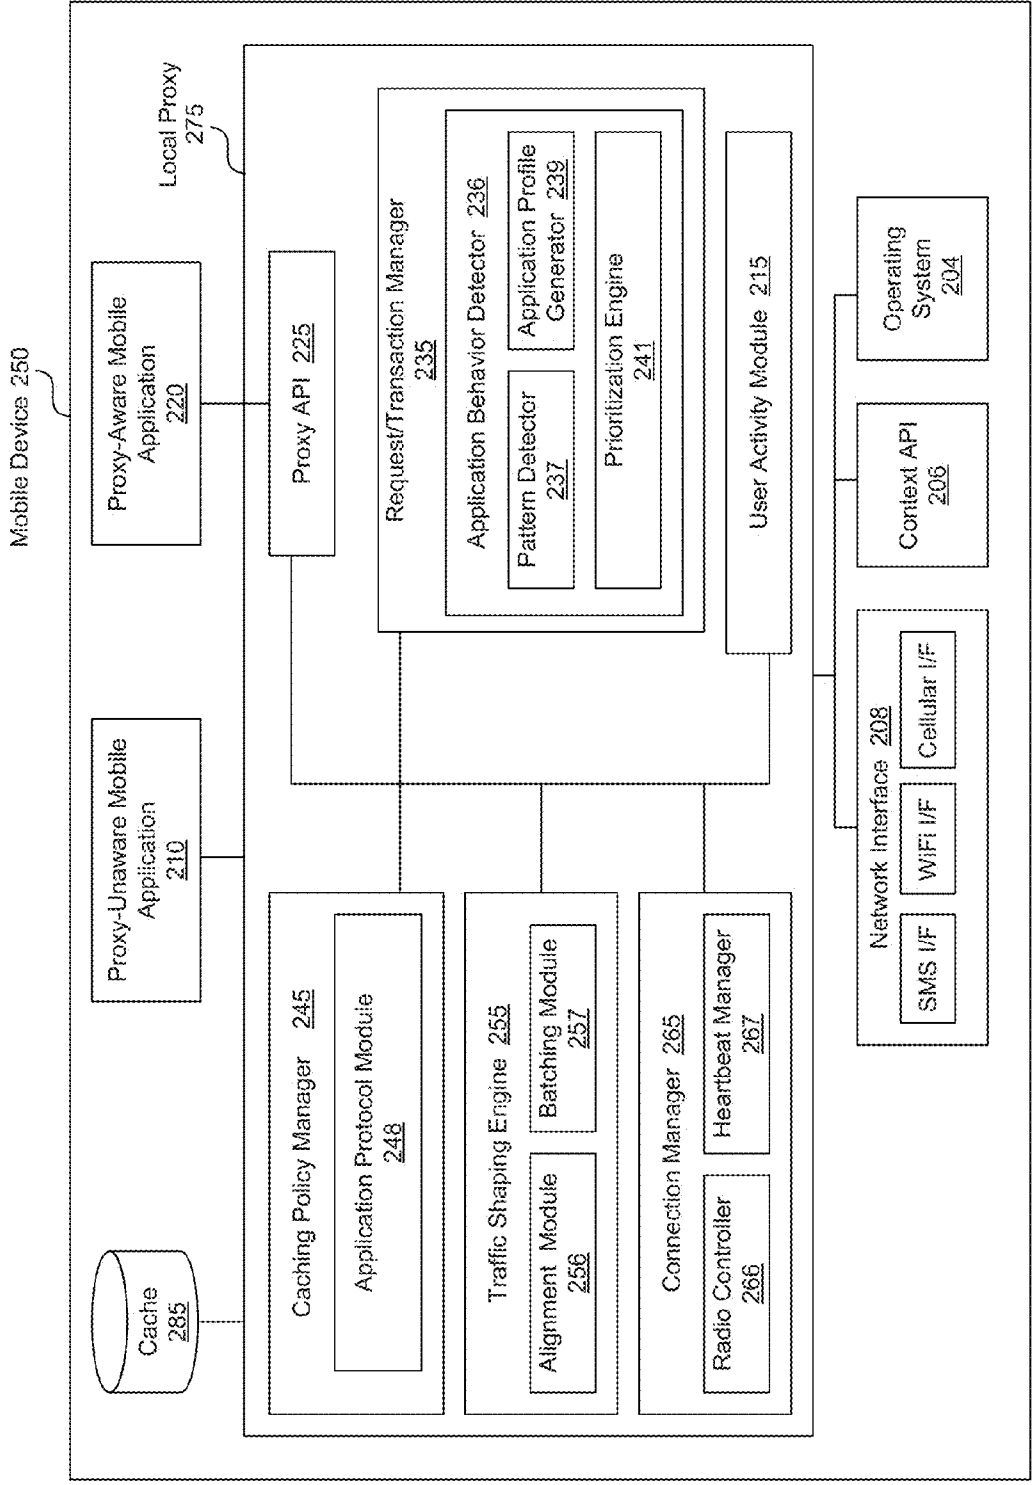 Mobile Device 250
Cache
285
Proxy-Unaware Mobile
Application
210
Proxy-Aware Mobile
Application
220
Local Proxy
275
Caching Policy Manager 245
Application Protocol Module
248
Traffic Shaping Engine 255
Alignment Module
256
Batching Module
257
Connection Manager 265
Radio Controller
266
Heartbeat Manager
267
Proxy API 225
Request/Transaction Manager
235
Application Behavior Detector 236
Pattern Detector
237
Application Profile
Generator 239
Prioritization Engine
241
User Activity Module 215
Network Interface 208
SMS I/F
WiFi I/F
Cellular I/F
Context API
206
Operating
System
204